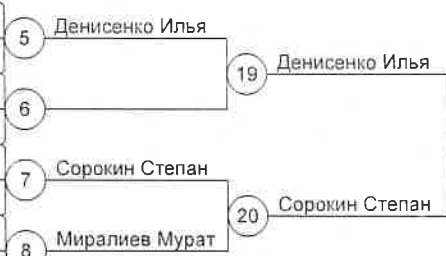 5 Денисенко Илья
19 Денисенко Илья
6
7 Сорокин Степан
20 Сорокин Степан
8 Миралиев Мурат